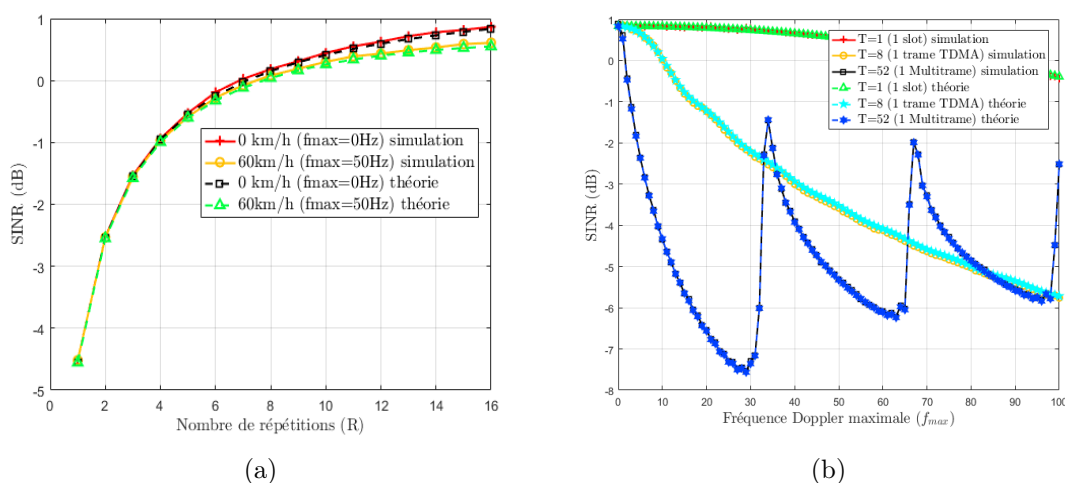 1
0
-1
-2
-3
-4
-5
SINR (dB)
0 km/h (fmax=0Hz) simulation
60km/h (fmax=50Hz) simulation
0 km/h (fmax=0Hz) théorie
60km/h (fmax=50Hz) théorie
0 2 4 6 8 10 12 14 16
Nombre de répétitions (R)
(a)
1
0
-1
-2
-3
-4
-5
-6
-7
-8
SINR (dB)
T=1 (1 slot) simulation
T=8 (1 trame TDMA) simulation
T=52 (1 Multitrame) simulation
T=1 (1 slot) théorie
T=8 (1 trame TDMA) théorie
T=52 (1 Multitrame) théorie
0 10 20 30 40 50 60 70 80 90 100
Fréquence Doppler maximale (fmax)
(b)